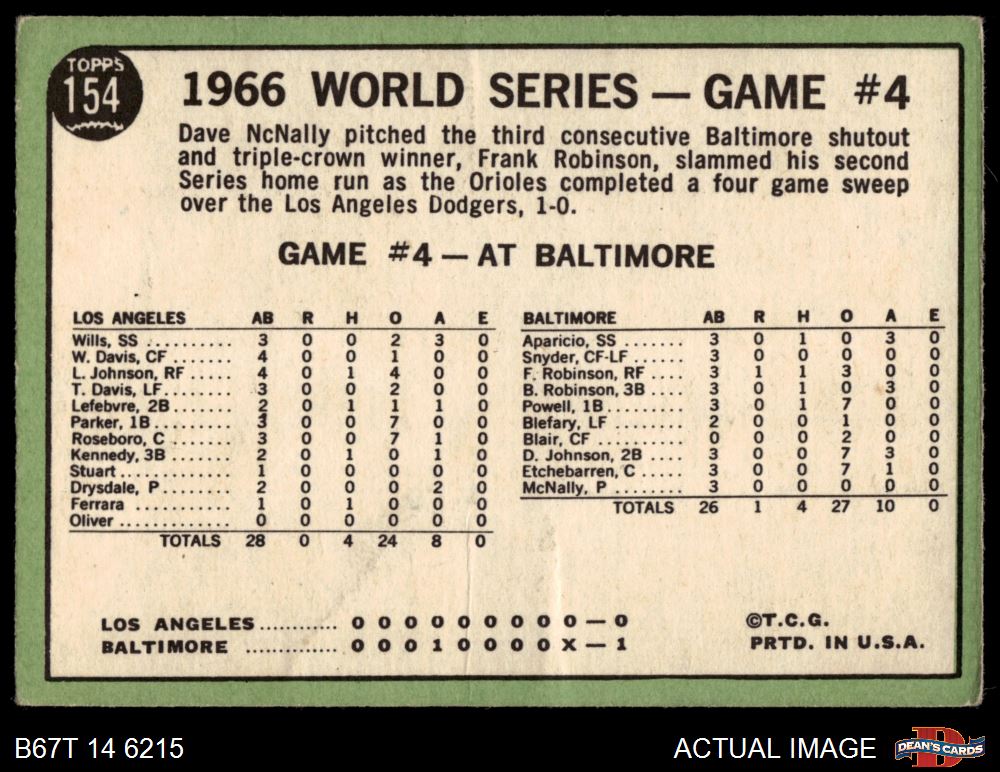 TOPPS
154
1966 WORLD SERIES — GAME #4
Dave NcNally pitched the third consecutive Baltimore shutout
and triple-crown winner, Frank Robinson, slammed his second
Series home run as the Orioles completed a four game sweep
over the Los Angeles Dodgers, 1-0.
GAME #4 — AT BALTIMORE
LOS ANGELES AB R H O A E
Wills, SS .......... 3 0 0 2 3 0
W. Davis, CF ....... 4 0 0 1 0 0
L. Johnson, RF ..... 4 0 1 4 0 0
T. Davis, LF ....... 3 0 0 2 0 0
Lefebvre, 2B ....... 2 0 1 1 1 0
Parker, 1B ......... 3 0 0 7 0 0
Roseboro, C ........ 3 0 0 7 1 0
Kennedy, 3B ........ 2 0 1 0 1 0
Stuart ............. 1 0 0 0 0 0
Drysdale, P ........ 2 0 0 0 2 0
Ferrara ............ 1 0 1 0 0 0
Oliver ............. 0 0 0 0 0 0
TOTALS 28 0 4 24 8 0
BALTIMORE AB R H O A E
Aparicio, SS ....... 3 0 1 0 3 0
Snyder, CF-LF ...... 3 0 0 0 0 0
F. Robinson, RF .... 3 1 1 3 0 0
B. Robinson, 3B .... 3 0 1 0 3 0
Powell, 1B ......... 3 0 1 7 0 0
Blefary, LF ........ 2 0 0 1 0 0
Blair, CF .......... 0 0 0 2 0 0
D. Johnson, 2B ..... 3 0 0 7 3 0
Etchebarren, C ..... 3 0 0 7 1 0
McNally, P ......... 3 0 0 0 0 0
TOTALS 26 1 4 27 10 0
LOS ANGELES ............ 0 0 0 0 0 0 0 0 0 — 0
BALTIMORE .............. 0 0 0 1 0 0 0 0 X — 1
©T.C.G.
PRTD. IN U.S.A.
B67T 14 6215
ACTUAL IMAGE
D
DEAN'S CARDS